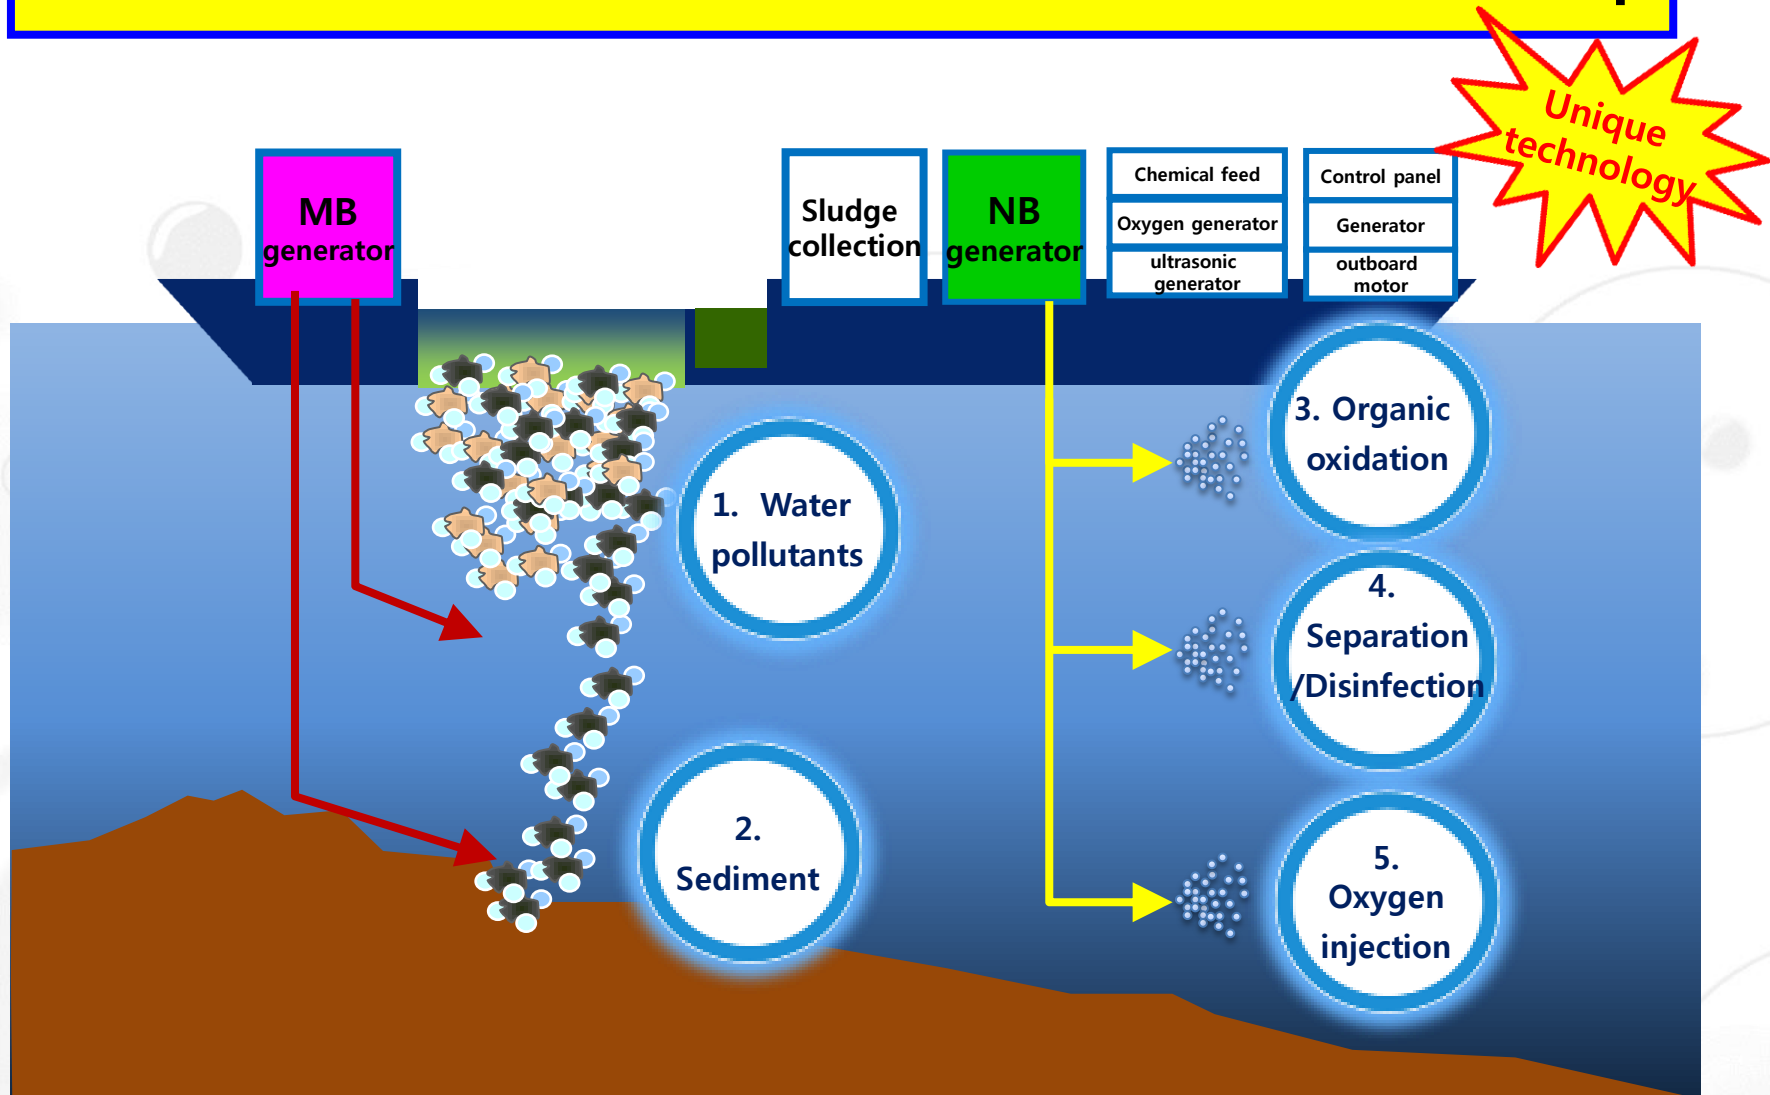 Unique
technology
MB
generator
Sludge
collection
NB
generator
Chemical feed
Oxygen generator
ultrasonic
generator
Control panel
Generator
outboard
motor
1. Water
pollutants
2.
Sediment
3. Organic
oxidation
4.
Separation
/Disinfection
5.
Oxygen
injection